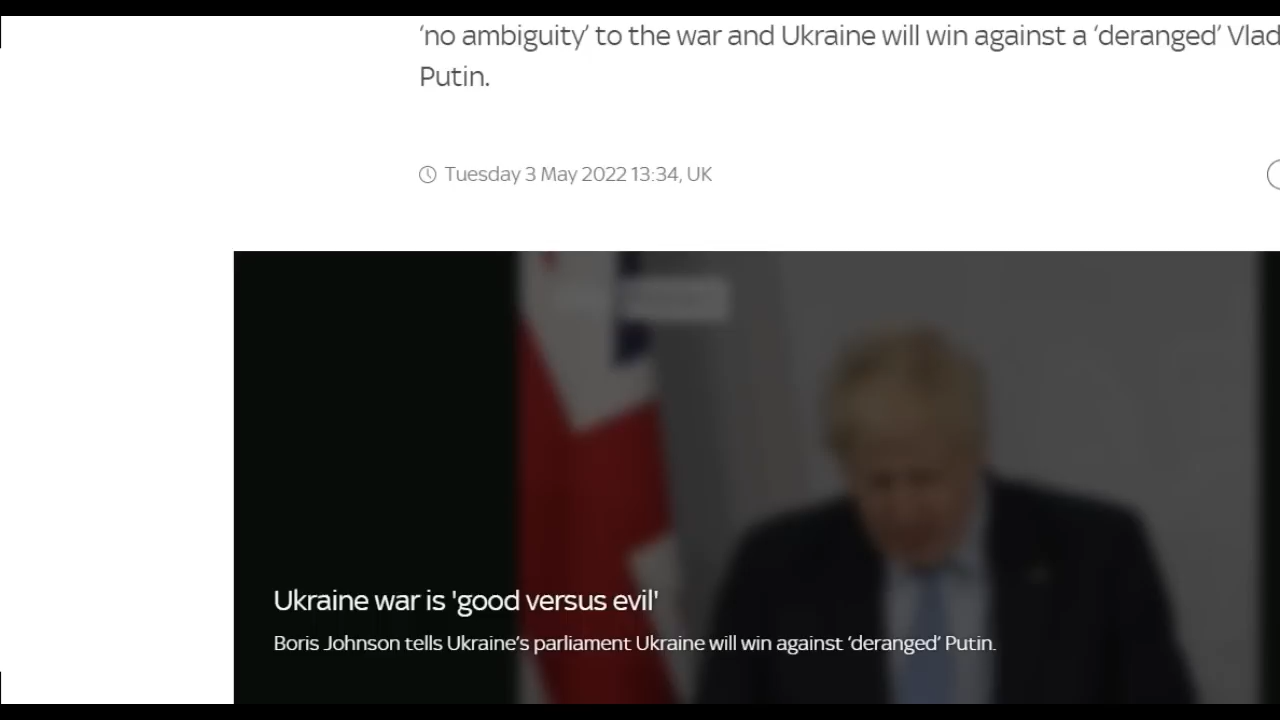 ‘no ambiguity’ to the war and Ukraine will win against a ‘deranged’ Vlad
Putin.
Tuesday 3 May 2022 13:34, UK
Ukraine war is 'good versus evil'
Boris Johnson tells Ukraine’s parliament Ukraine will win against ‘deranged’ Putin.